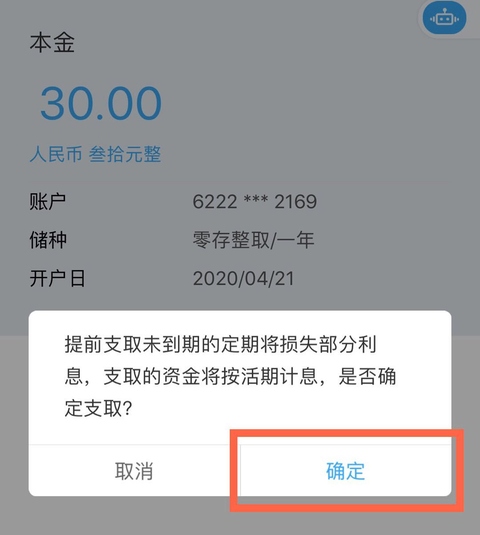 本金
30.00
人民币 叁拾元整
账户 6222 *** 2169
储种 零存整取/一年
开户日 2020/04/21
提前支取未到期的定期将损失部分利
息，支取的资金将按活期计息，是否确
定支取？
取消 确定